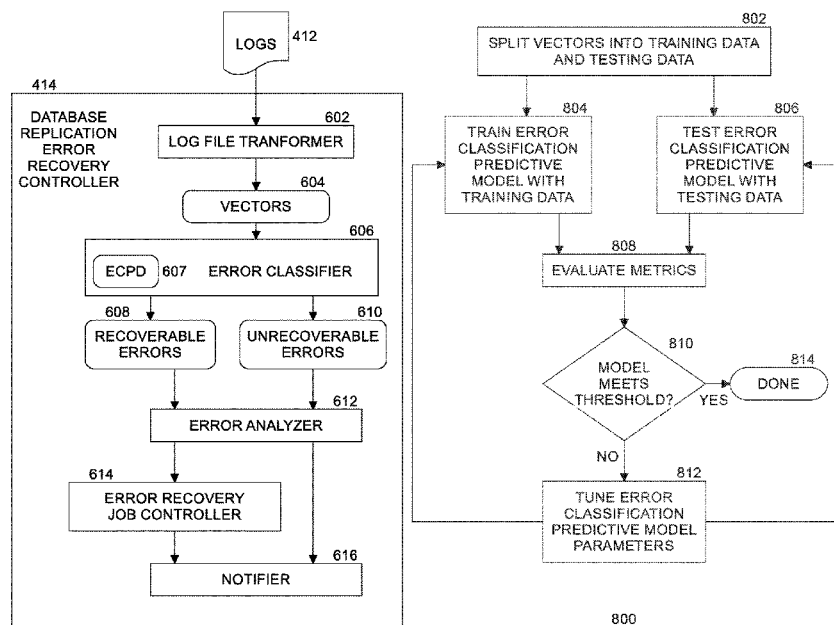 LOGS
412
414
DATABASE
REPLICATION
ERROR
RECOVERY
CONTROLLER
602
LOG FILE TRANFORMER
604
VECTORS
606
ECPD
607
ERROR CLASSIFIER
608
RECOVERABLE
ERRORS
610
UNRECOVERABLE
ERRORS
612
ERROR ANALYZER
614
ERROR RECOVERY
JOB CONTROLLER
616
NOTIFIER
802
SPLIT VECTORS INTO TRAINING DATA
AND TESTING DATA
804
TRAIN ERROR
CLASSIFICATION
PREDICTIVE
MODEL WITH
TRAINING DATA
806
TEST ERROR
CLASSIFICATION
PREDICTIVE
MODEL WITH
TESTING DATA
808
EVALUATE METRICS
810
MODEL
MEETS
THRESHOLD?
YES
814
DONE
NO
812
TUNE ERROR
CLASSIFICATION
PREDICTIVE MODEL
PARAMETERS
800